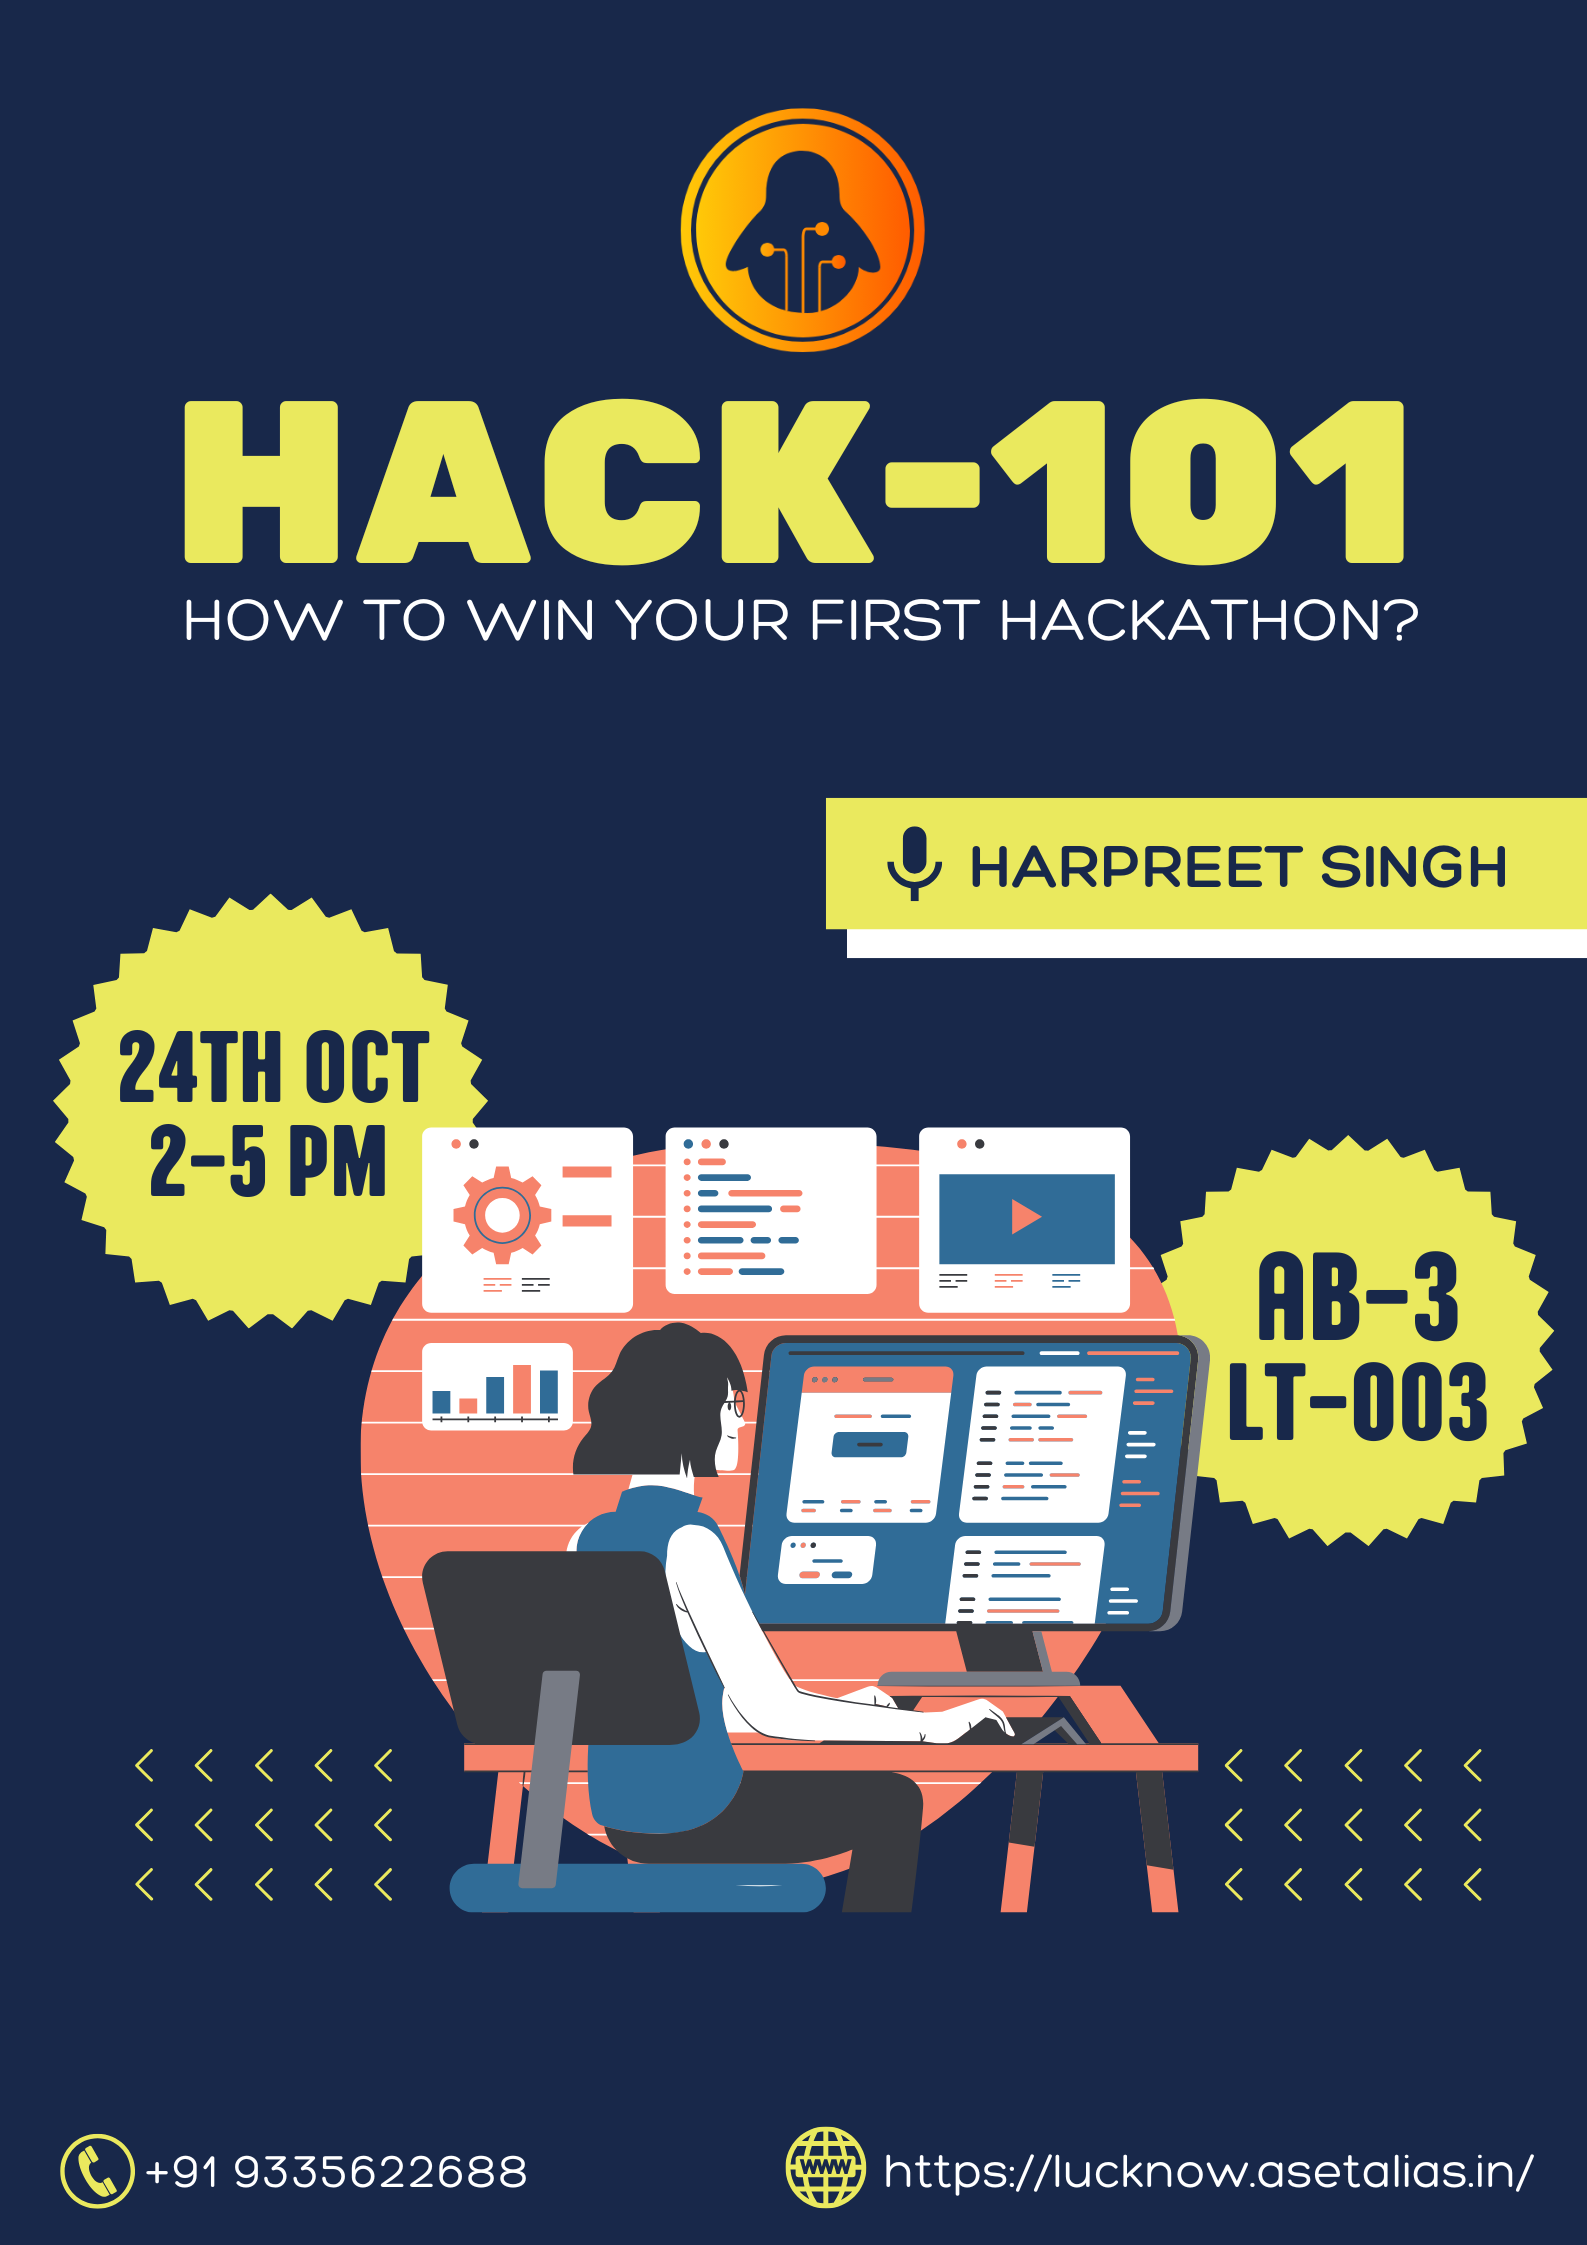 HACK-101
HOW TO WIN YOUR FIRST HACKATHON?
HARPREET SINGH
24TH OCT
2-5 PM
AB-3
LT-003
+91 9335622688
WWW
https://lucknow.asetalias.in/